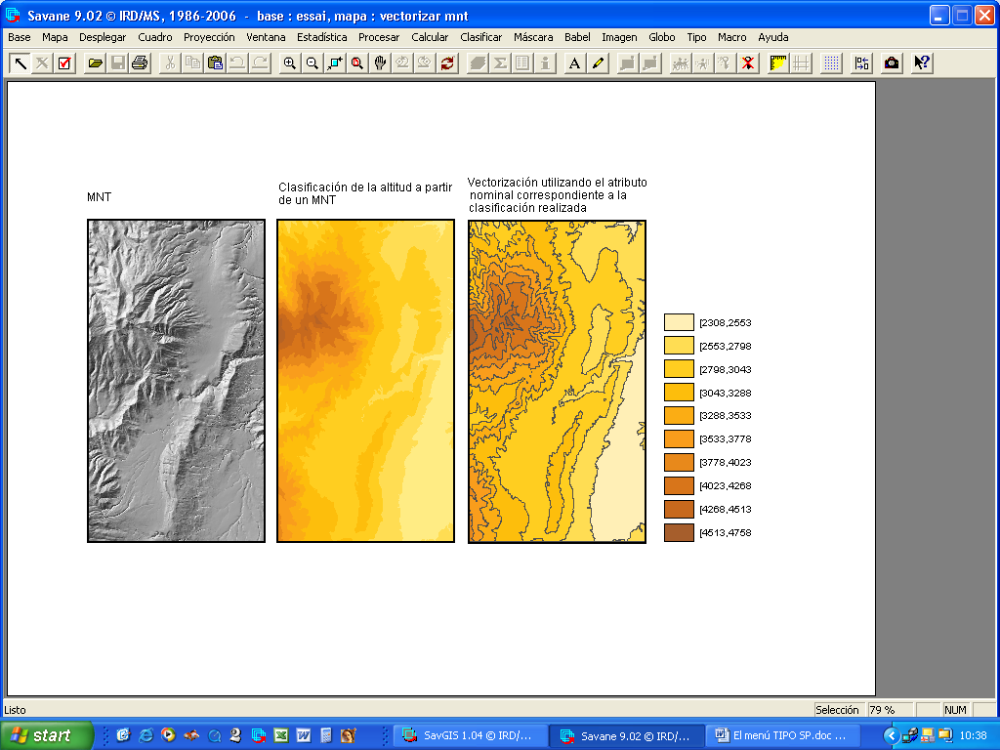 Savane 9.02 © IRD/MS, 1986-2006 - base : essai, mapa : vectorizar mnt
Base Mapa Desplegar Cuadro Proyección Ventana Estadística Procesar Calcular Clasificar Máscara Babel Imagen Globo Tipo Macro Ayuda
MNT
Clasificación de la altitud a partir
de un MNT
Vectorización utilizando el atributo
nominal correspondiente a la
clasificación realizada
[2308,2553
[2553,2798
[2798,3043
[3043,3288
[3288,3533
[3533,3778
[3778,4023
[4023,4268
[4268,4513
[4513,4758
Listo
Selección
79 %
NUM
start
SavGIS 1.04 © IRD/...
Savane 9.02 © IRD/...
El menú TIPO SP.doc ...
10:38